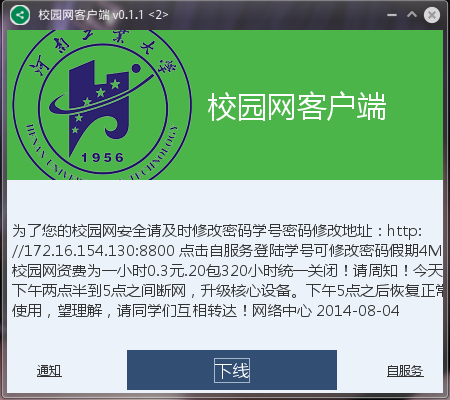 校园网客户端 v0.1.1 <2>
河南工业大学
1956
校园网客户端
为了您的校园网安全请及时修改密码学号密码修改地址：http:
//172.16.154.130:8800 点击自服务登陆学号可修改密码假期4M
校园网资费为一小时0.3元.20包320小时统一关闭！请周知！今天
下午两点半到5点之间断网，升级核心设备。下午5点之后恢复正常
使用，望理解，请同学们互相转达！网络中心 2014-08-04
通知
下线
自服务